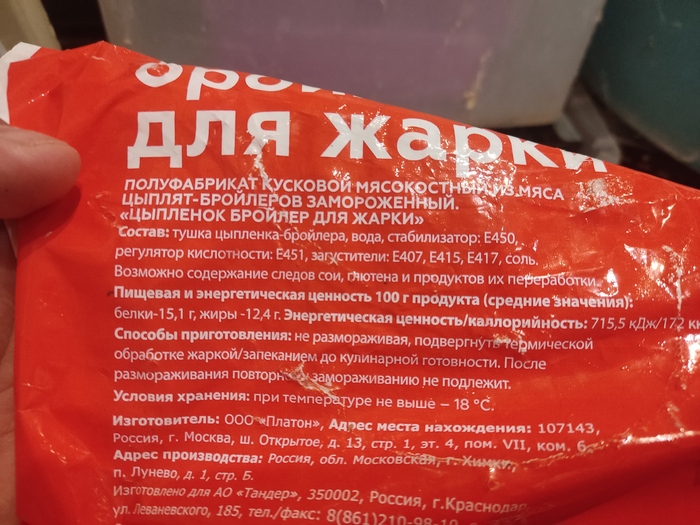 для жарки
ПОЛУФАБРИКАТ КУСКОВОЙ МЯСОКОСТНЫЙ ИЗ МЯСА
ЦЫПЛЯТ-БРОЙЛЕРОВ ЗАМОРОЖЕННЫЙ.
«ЦЫПЛЕНОК БРОЙЛЕР ДЛЯ ЖАРКИ»
Состав: тушка цыпленка-бройлера, вода, стабилизатор: Е450,
регулятор кислотности: Е451, загустители: Е407, Е415, Е417, соль.
Возможно содержание следов сои, глютена и продуктов их переработки.
Пищевая и энергетическая ценность 100 г продукта (средние значения):
белки-15,1 г, жиры -12,4 г. Энергетическая ценность/каллорийность: 715,5 кДж/172
Способы приготовления: не размораживая, подвергнуть термической
обработке жаркой/запеканием до кулинарной готовности. После
размораживания замораживанию не подлежит.
Условия хранения: при температуре не выше – 18 °С.
Изготовитель: ООО «Платон», Адрес места нахождения: 107143,
Россия, г. Москва, ш. Открытое, д. 13, стр. 1, эт. 4, пом. VII, ком. 6
Адрес производства: Россия, обл. Московская, г. Химки,
п. Лунево, д. 1, стр. Б.
Изготовлено для АО «Тандер», 350002, Россия, г.Краснодар,
ул. Леваневского, 185, тел./факс: 8(861)210-98-10